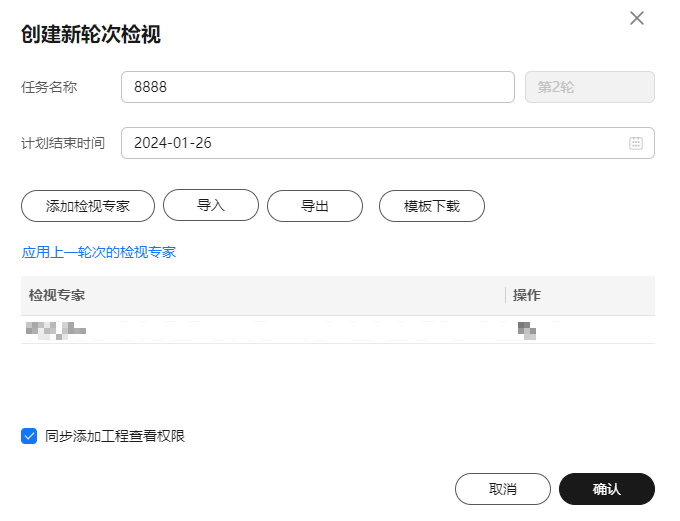 创建新轮次检视
任务名称 8888 第2轮
计划结束时间 2024-01-26
添加检视专家 导入 导出 模板下载
应用上一轮次的检视专家
检视专家 操作
同步添加工程查看权限
取消 确认